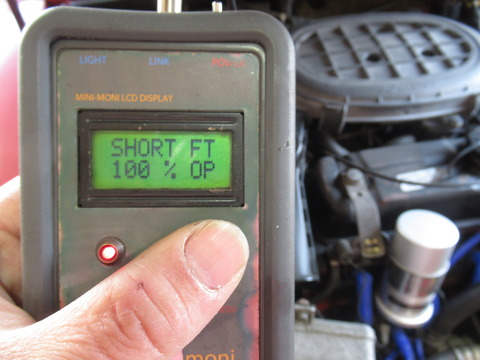 LIGHT LINK POWER
MINI-MONI LCD DISPLAY
SHORT FT
100 % OP
moni